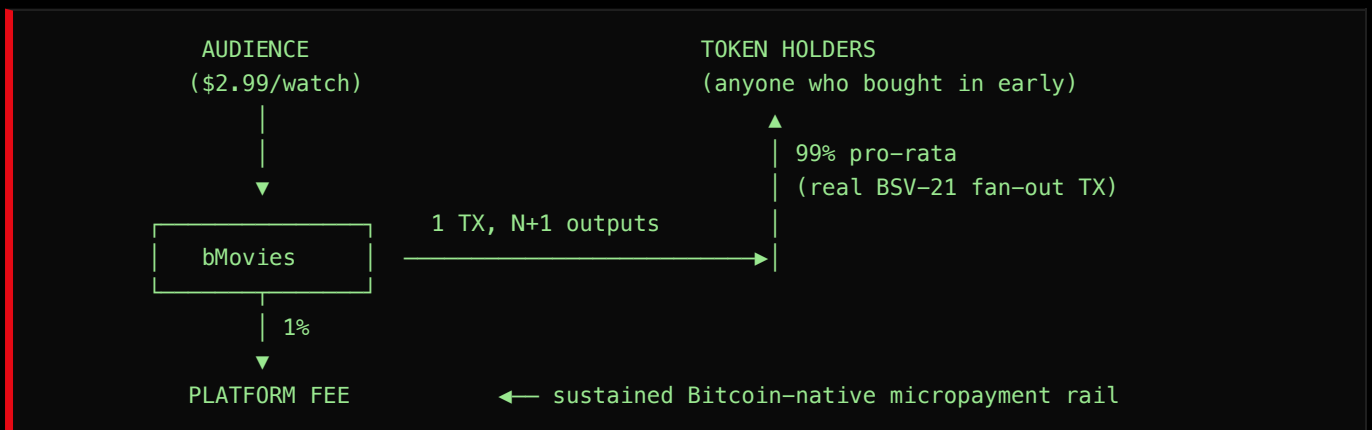 AUDIENCE TOKEN HOLDERS
($2.99/watch) (anyone who bought in early)
99% pro-rata
(real BSV-21 fan-out TX)
1 TX, N+1 outputs
bMovies
1%
PLATFORM FEE ◀── sustained Bitcoin-native micropayment rail